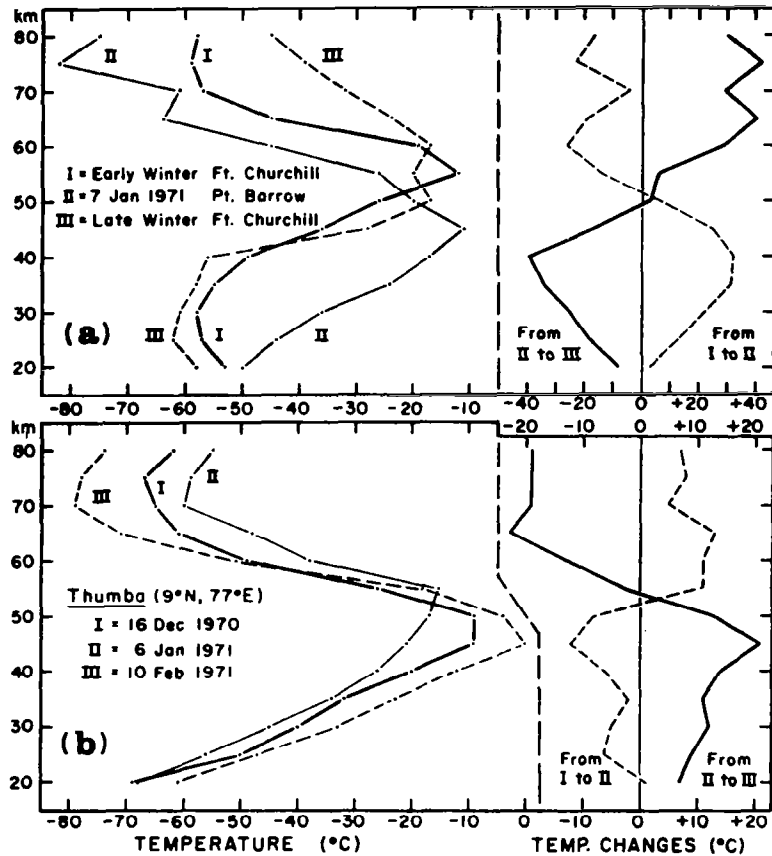 km
80
70
60
50
40
30
20
II
I
III
I = Early Winter Ft. Churchill
II = 7 Jan 1971 Pt. Barrow
III = Late Winter Ft. Churchill
(a)
III
I
II
From
II to III
From
I to II
-80 -70 -60 -50 -40 -30 -20 -10
-40 -20 0 +20 +40
km
80
70
60
50
40
30
20
-20 -10 0 +10 +20
III
I
II
Thumba (9°N, 77°E)
I = 16 Dec 1970
II = 6 Jan 1971
III = 10 Feb 1971
(b)
From
I to II
From
II to III
-80 -70 -60 -50 -40 -30 -20 -10 0
-20 -10 0 +10 +20
TEMPERATURE (°C)
TEMP. CHANGES (°C)